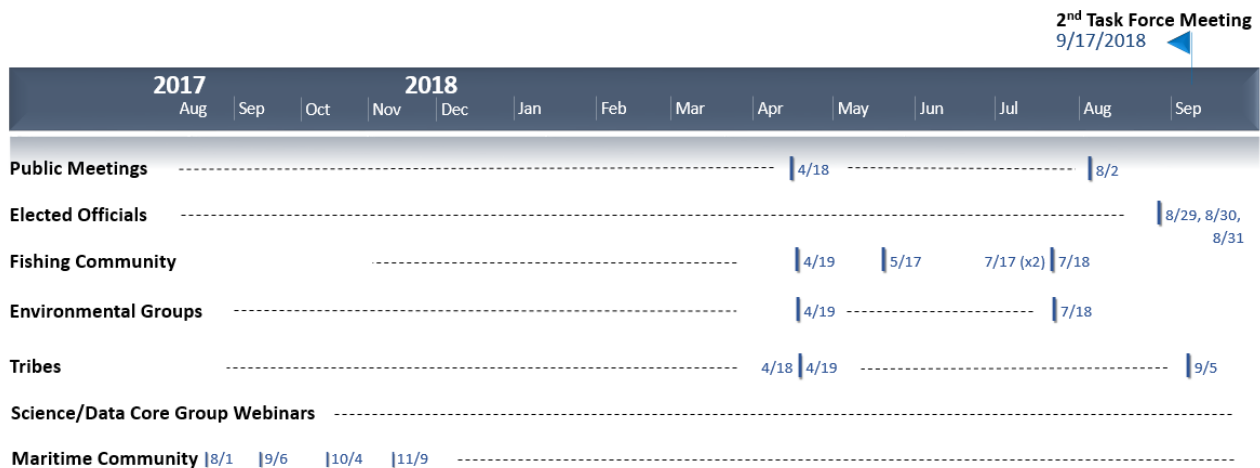 2nd Task Force Meeting
9/17/2018
2017 2018
Aug Sep Oct Nov Dec Jan Feb Mar Apr May Jun Jul Aug Sep
Public Meetings 4/18 8/2
Elected Officials 8/29, 8/30,
8/31
Fishing Community 4/19 5/17 7/17 (x2) 7/18
Environmental Groups 4/19 7/18
Tribes 4/18 4/19 9/5
Science/Data Core Group Webinars
Maritime Community 8/1 9/6 10/4 11/9